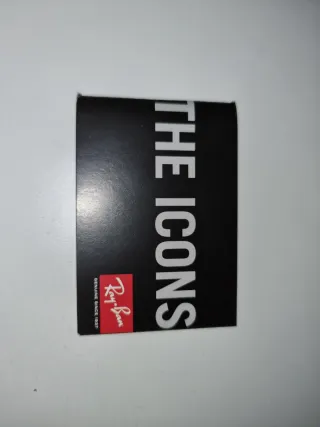 THE ICONS
Ray-Ban
GENUINE SINCE 1937